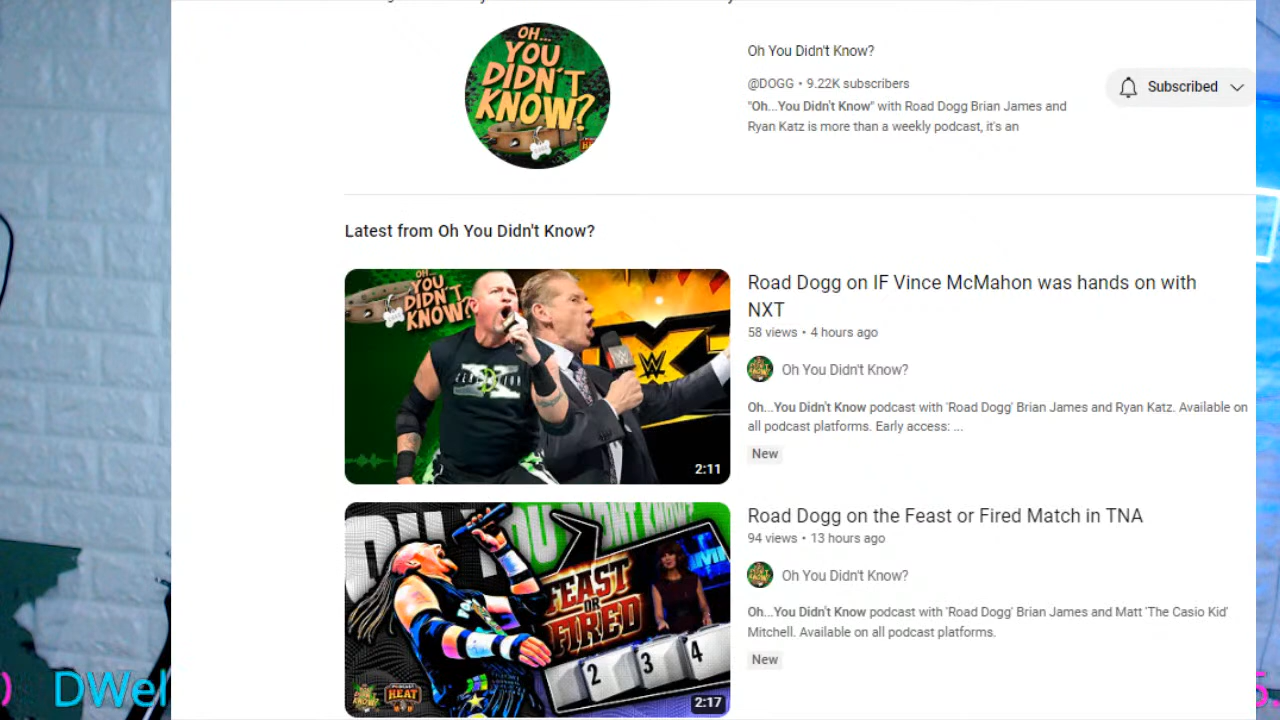 OH...
YOU
DIDN'T
KNOW?
Oh You Didn't Know?
@DOGG • 9.22K subscribers
"Oh...You Didn't Know" with Road Dogg Brian James and
Ryan Katz is more than a weekly podcast, it's an
Subscribed
Latest from Oh You Didn't Know?
OH...
YOU
DIDN'T
KNOW?
2:11
Road Dogg on IF Vince McMahon was hands on with
NXT
58 views • 4 hours ago
Oh You Didn't Know?
Oh...You Didn't Know podcast with 'Road Dogg' Brian James and Ryan Katz. Available on
all podcast platforms. Early access: ...
New
FEAST
OR
FIRED
2 3 4
HEAT
2:17
Road Dogg on the Feast or Fired Match in TNA
94 views • 13 hours ago
Oh You Didn't Know?
Oh...You Didn't Know podcast with 'Road Dogg' Brian James and Matt 'The Casio Kid'
Mitchell. Available on all podcast platforms.
New
) DWel